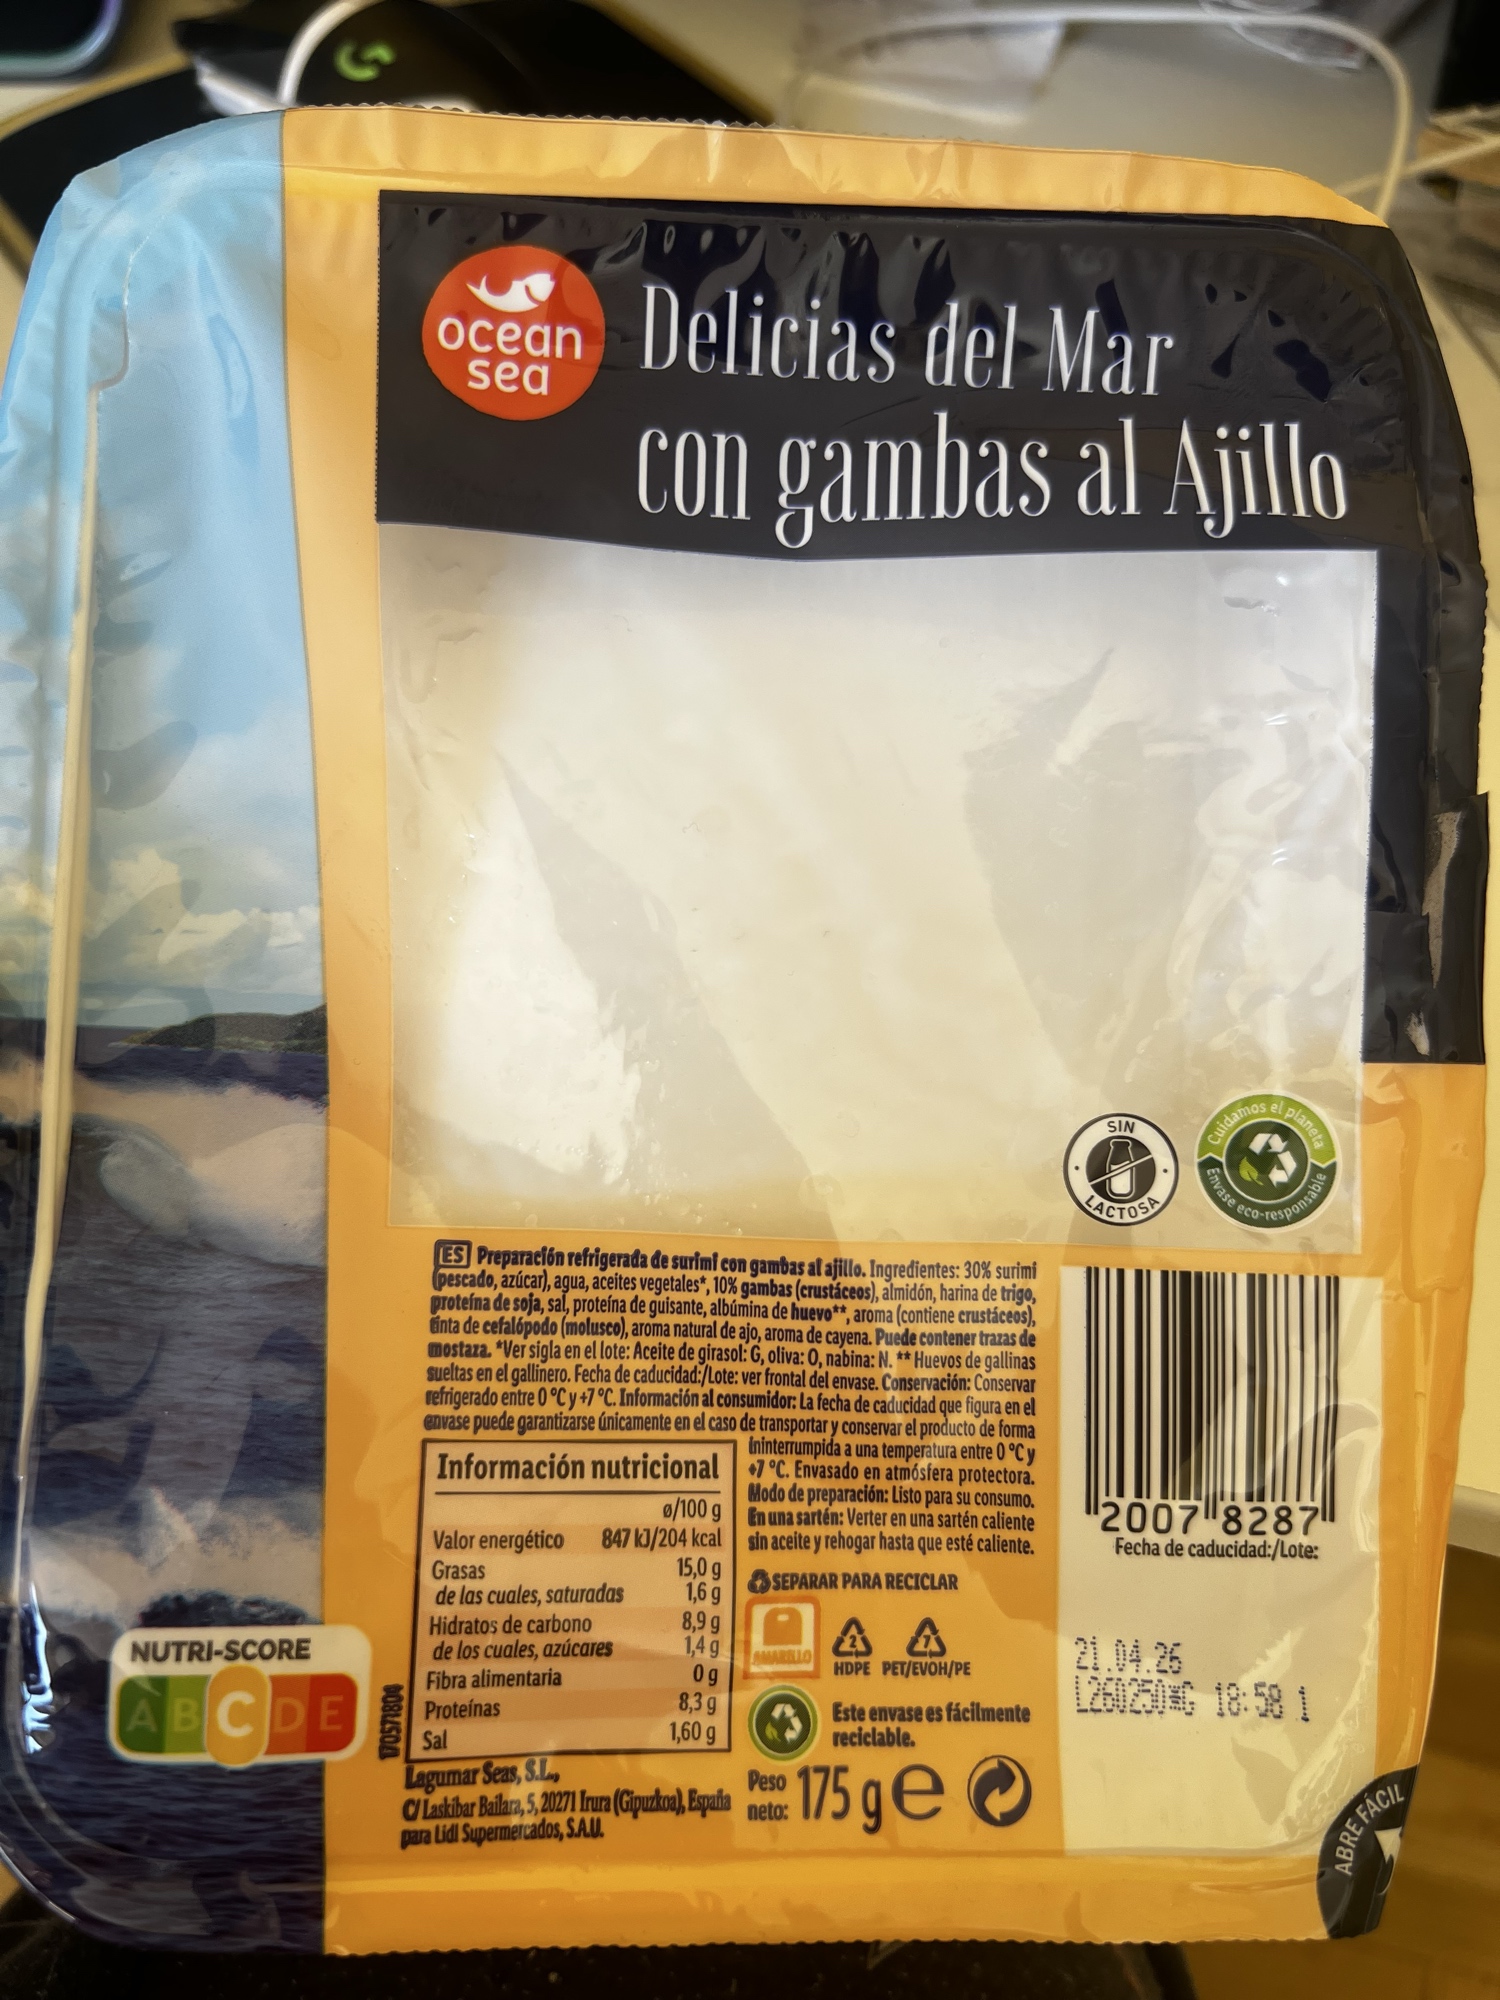 ocean
sea
Delicias del Mar
con gambas al Ajillo
SIN
LACTOSA
Cuidamos el planeta
Envase eco-responsable
ES Preparación refrigerada de surimi con gambas al ajillo. Ingredientes: 30% surimi
(pescado, azúcar), agua, aceites vegetales*, 10% gambas (crustáceos), almidón, harina de trigo,
proteína de soja, sal, proteína de guisante, albúmina de huevo**, aroma (contiene crustáceos),
tinta de cefalópodo (molusco), aroma natural de ajo, aroma de cayena. Puede contener trazas de
mostaza. *Ver sigla en el lote: Aceite de girasol: G, oliva: O, nabina: N. ** Huevos de gallinas
sueltas en el gallinero. Fecha de caducidad:/Lote: ver frontal del envase. Conservación: Conservar
refrigerado entre 0 °C y +7 °C. Información al consumidor: La fecha de caducidad que figura en el
envase puede garantizarse únicamente en el caso de transportar y conservar el producto de forma
ininterrumpida a una temperatura entre 0 °C y
+7 °C. Envasado en atmósfera protectora.
Modo de preparación: Listo para su consumo.
En una sartén: Verter en una sartén caliente
sin aceite y rehogar hasta que esté caliente.
Información nutricional
ø/100 g
Valor energético 847 kJ/204 kcal
Grasas 15,0 g
de las cuales, saturadas 1,6 g
Hidratos de carbono 8,9 g
de los cuales, azúcares 1,4 g
Fibra alimentaria 0 g
Proteínas 8,3 g
Sal 1,60 g
SEPARAR PARA RECICLAR
AMARILLO
2 7
HDPE PET/EVOH/PE
Este envase es fácilmente
reciclable.
Peso
neto: 175 g e
Lagumar Seas, S.L.,
C/ Laskibar Bailara, 5, 20271 Irura (Gipuzkoa), España
para Lidl Supermercados, S.A.U.
170571804
NUTRI-SCORE
A B C D E
2007 8287
Fecha de caducidad:/Lote:
21.04.26
18:58 1
ABRE FÁCIL